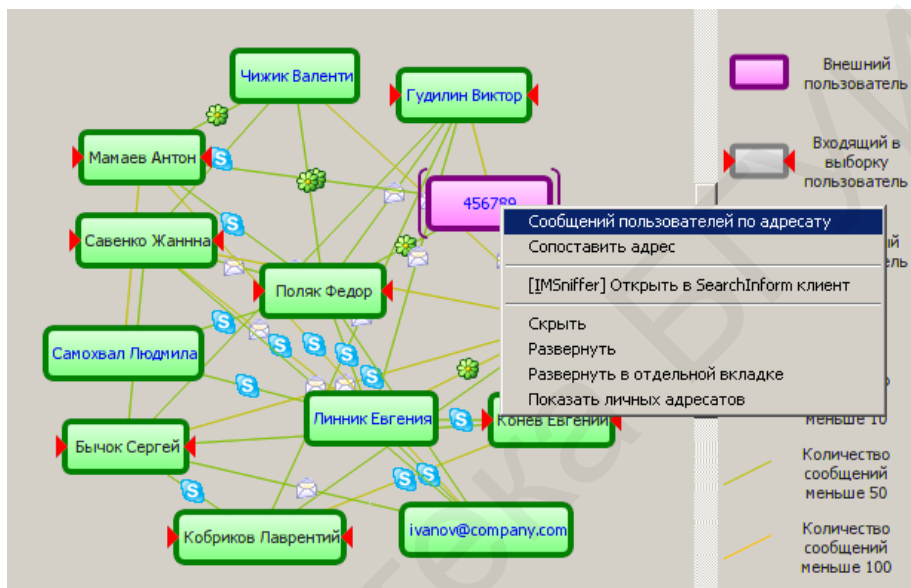 Чижик Валенти
Гудилин Виктор
Мамаев Антон
456789
Савенко Жаннна
Поляк Федор
Самохвал Людмила
Линник Евгения
Бычок Сергей
Конев Евгений
Кобриков Лаврентий
ivanov@company.com
Сообщений пользователей по адресату
Сопоставить адрес
[IMSniffer] Открыть в SearchInform клиент
Скрыть
Развернуть
Развернуть в отдельной вкладке
Показать личных адресатов
Внешний
пользователь
Входящий в
выборку
пользователь
меньше 10
Количество
сообщений
меньше 50
Количество
сообщений
меньше 100